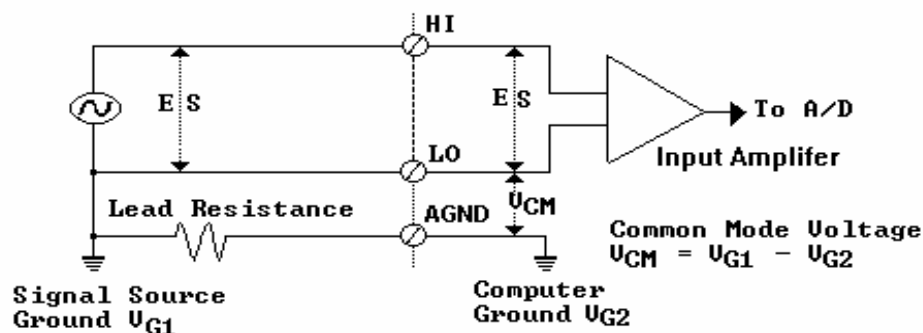 HI
E S
E S
To A/D
Input Amplifer
LO
VCM
Lead Resistance
AGND
Common Mode Voltage
VCM = VG1 - VG2
Signal Source
Ground VG1
Computer
Ground VG2